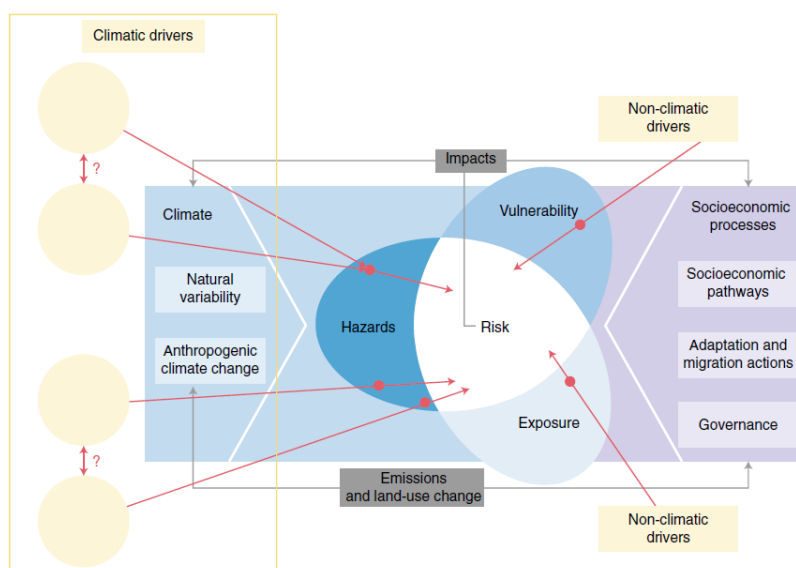 Climatic drivers
?
?
Climate
Natural
variability
Anthropogenic
climate change
Impacts
Hazards
Risk
Vulnerability
Exposure
Emissions
and land-use change
Non-climatic
drivers
Socioeconomic
processes
Socioeconomic
pathways
Adaptation and
migration actions
Governance
Non-climatic
drivers